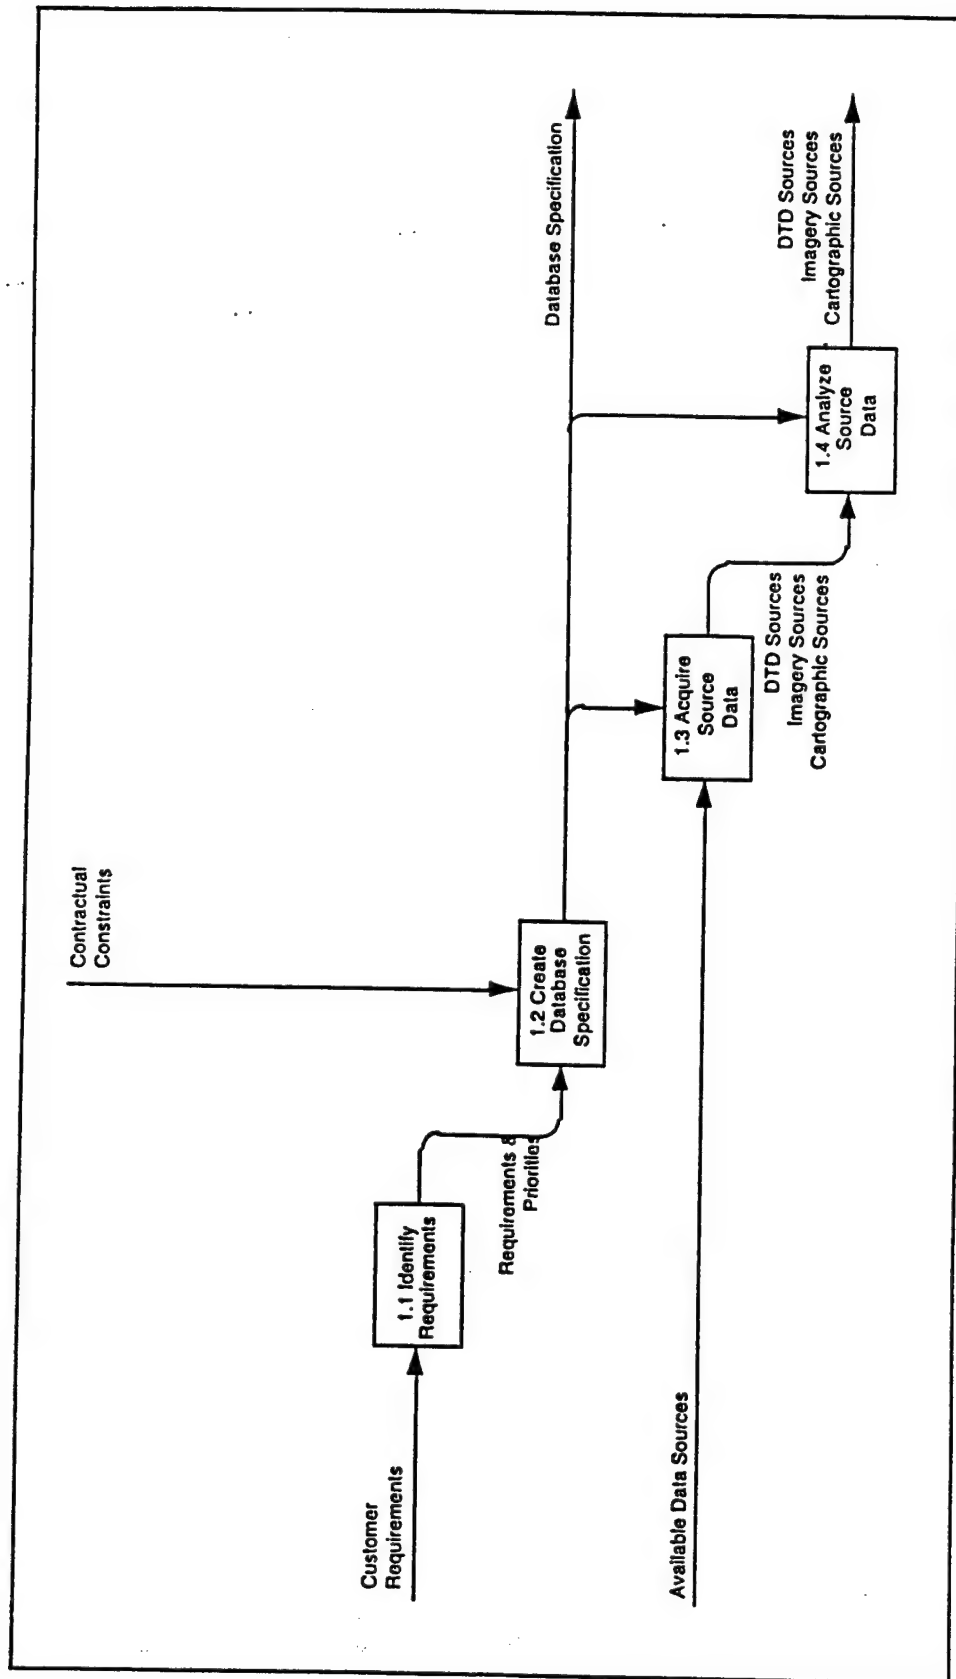 Contractual
Constraints
Customer
Requirements
1.1 Identify
Requirements
Requirements &
Priorities
1.2 Create
Database
Specification
Database Specification
Available Data Sources
1.3 Acquire
Source
Data
DTD Sources
Imagery Sources
Cartographic Sources
1.4 Analyze
Source
Data
DTD Sources
Imagery Sources
Cartographic Sources